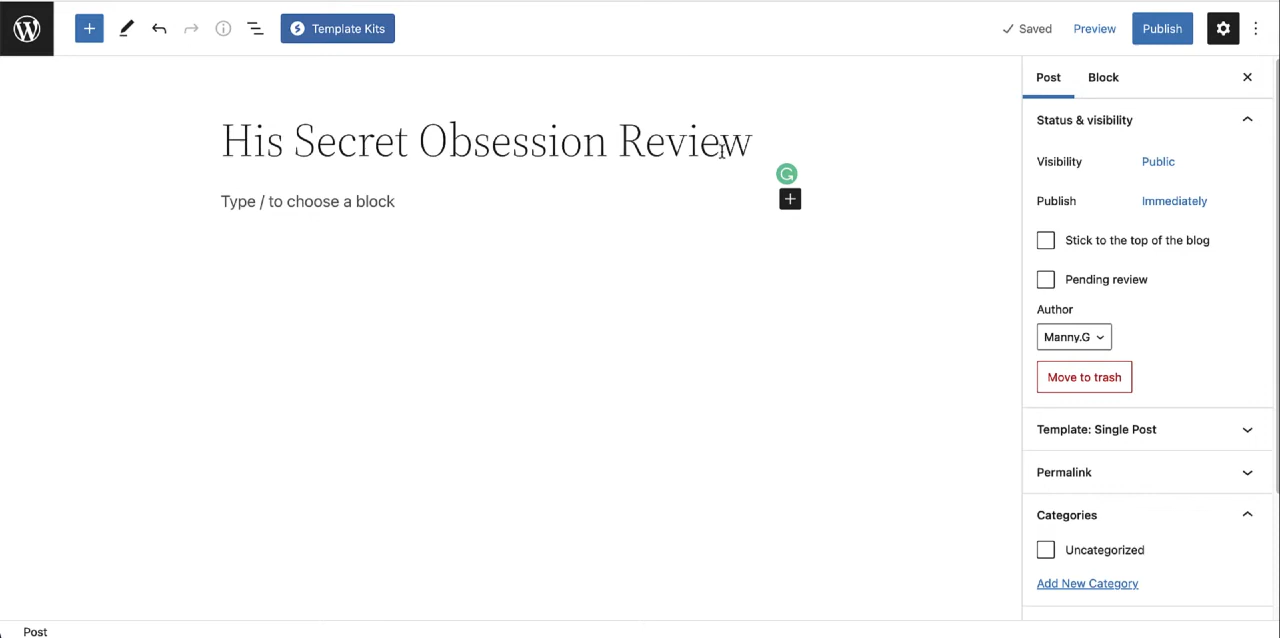 Template Kits
Saved
Preview
Publish
Post
Block
His Secret Obsession Review
Type / to choose a block
Status & visibility
Visibility
Public
Publish
Immediately
Stick to the top of the blog
Pending review
Author
Manny.G
Move to trash
Template: Single Post
Permalink
Categories
Uncategorized
Add New Category
Post